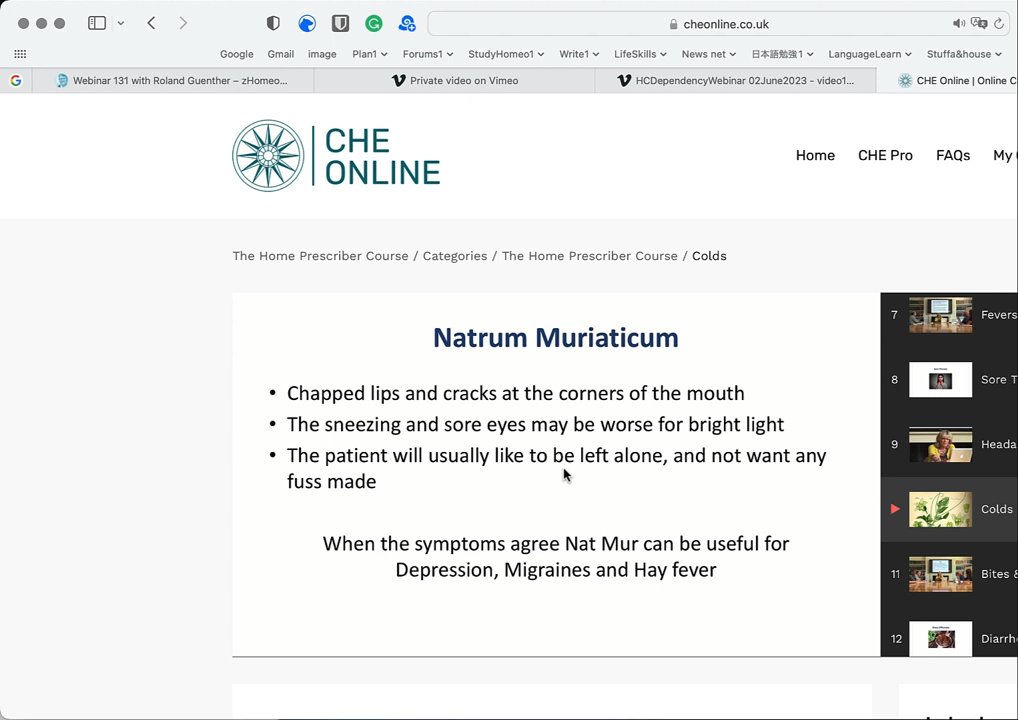 cheonline.co.uk
Google Gmail image Plan1 Forums1 StudyHomeo1 Write1 LifeSkills News net 日本語勉強1 LanguageLearn Stuffa&house
Webinar 131 with Roland Guenther – zHomeo... Private video on Vimeo HCDependencyWebinar 02June2023 - video1... CHE Online | Online C
CHE
ONLINE
Home CHE Pro FAQs My
The Home Prescriber Course / Categories / The Home Prescriber Course / Colds
Natrum Muriaticum
• Chapped lips and cracks at the corners of the mouth
• The sneezing and sore eyes may be worse for bright light
• The patient will usually like to be left alone, and not want any
fuss made
When the symptoms agree Nat Mur can be useful for
Depression, Migraines and Hay fever
7 Fevers
8 Sore T
9 Heada
Colds
11 Bites &
12 Diarrh